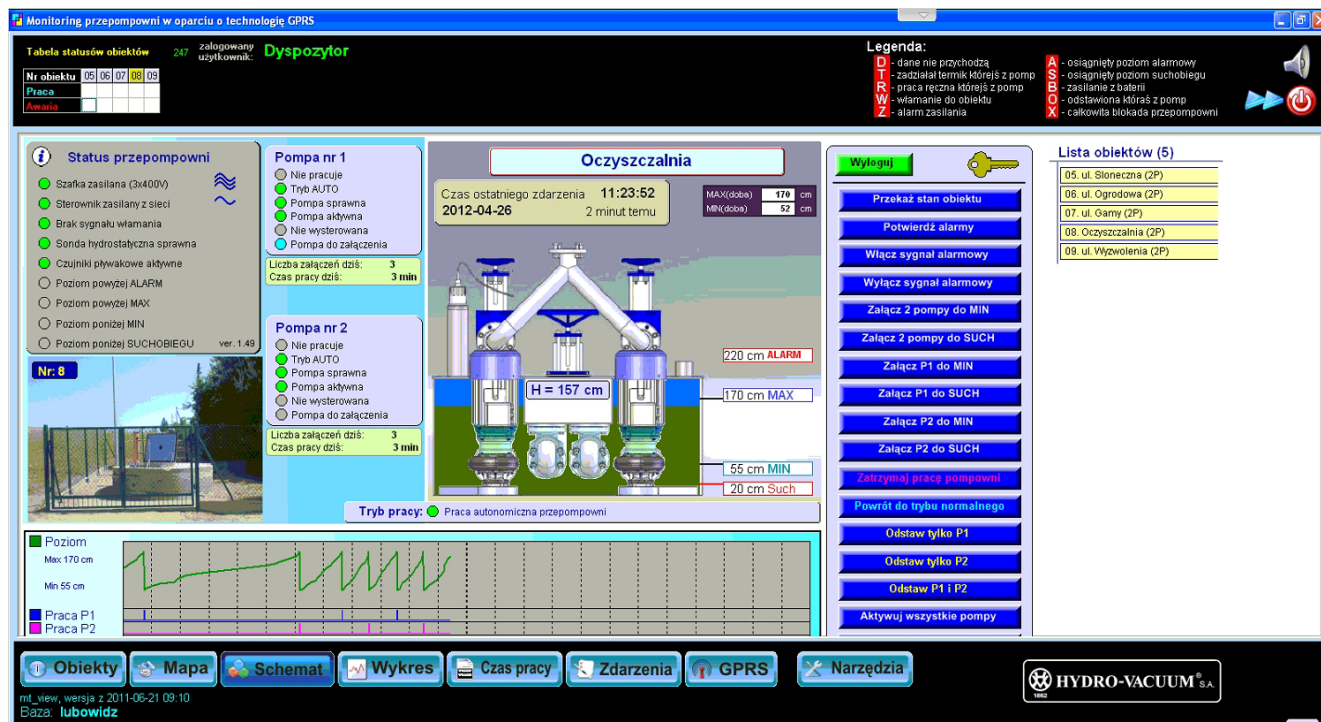 Monitoring przepompowni w oparciu o technologię GPRS
Tabela statusów obiektów 247 zalogowany użytkownik: Dyspozytor
Nr obiektu 05 06 07 08 09
Praca
Awaria
Legenda:
D - dane nie przychodzą
T - zadziałał termik którejś z pomp
R - praca ręczna którejś z pomp
W - włamanie do obiektu
Z - alarm zasilania
A - osiągnięty poziom alarmowy
S - osiągnięty poziom suchobiegu
B - zasilanie z baterii
O - odstawiona któraś z pomp
X - całkowita blokada przepompowni
Status przepompowni
Szafka zasilana (3x400V)
Sterownik zasilany z sieci
Brak sygnału włamania
Sonda hydrostatyczna sprawna
Czujniki pływakowe aktywne
Poziom powyżej ALARM
Poziom powyżej MAX
Poziom poniżej MIN
Poziom poniżej SUCHOBIEGU ver. 1.49
Nr: 8
Pompa nr 1
Nie pracuje
Tryb AUTO
Pompa sprawna
Pompa aktywna
Nie wysterowana
Pompa do załączenia
Liczba załączeń dziś: 3
Czas pracy dziś: 3 min
Pompa nr 2
Nie pracuje
Tryb AUTO
Pompa sprawna
Pompa aktywna
Nie wysterowana
Pompa do załączenia
Liczba załączeń dziś: 3
Czas pracy dziś: 3 min
Oczyszczalnia
Czas ostatniego zdarzenia 11:23:52
2012-04-26 2 minut temu
MAX(doba) 170 cm
MIN(doba) 52 cm
220 cm ALARM
H = 157 cm
170 cm MAX
55 cm MIN
20 cm Such
Tryb pracy: Praca autonomiczna przepompowni
Wyloguj
Przekaż stan obiektu
Potwierdź alarmy
Włącz sygnał alarmowy
Wyłącz sygnał alarmowy
Załącz 2 pompy do MIN
Załącz 2 pompy do SUCH
Załącz P1 do MIN
Załącz P1 do SUCH
Załącz P2 do MIN
Załącz P2 do SUCH
Zatrzymaj pracę pompowni
Powrót do trybu normalnego
Odstaw tylko P1
Odstaw tylko P2
Odstaw P1 i P2
Aktywuj wszystkie pompy
Lista obiektów (5)
05. ul. Sloneczna (2P)
06. ul. Ogrodowa (2P)
07. ul. Gamy (2P)
08. Oczyszczalnia (2P)
09. ul. Wyzwolenia (2P)
Poziom
Max 170 cm
Min 55 cm
Praca P1
Praca P2
Obiekty
Mapa
Schemat
Wykres
Czas pracy
Zdarzenia
GPRS
Narzędzia
mt_view, wersja z 2011-06-21 09:10
Baza: lubowidz
1862
HYDRO-VACUUM® S.A.